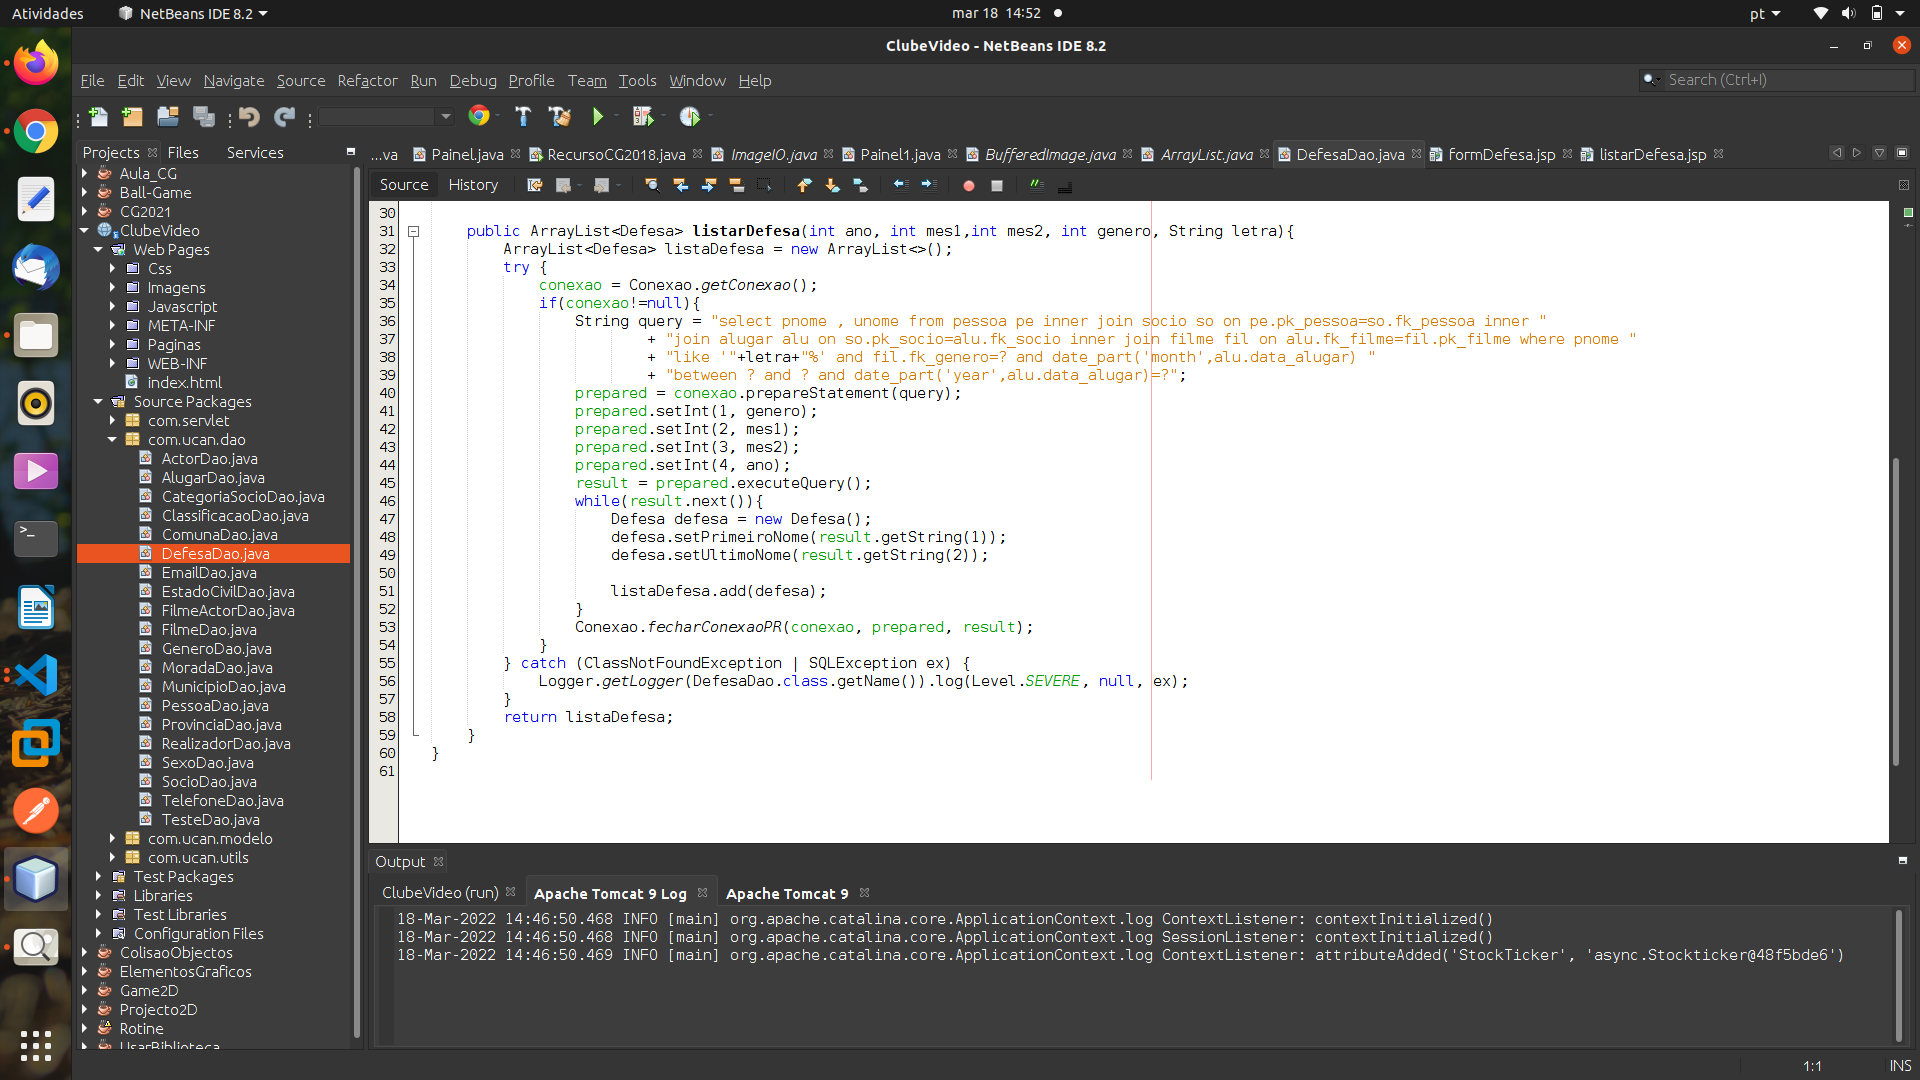 Atividades
NetBeans IDE 8.2
mar 18 14:52
pt
ClubeVideo - NetBeans IDE 8.2
File Edit View Navigate Source Refactor Run Debug Profile Team Tools Window Help
Search (Ctrl+I)
Projects Files Services
...va Painel.java RecursoCG2018.java ImageIO.java Painel1.java BufferedImage.java ArrayList.java DefesaDao.java formDefesa.jsp listarDefesa.jsp
Source History
Aula_CG
Ball-Game
CG2021
ClubeVideo
Web Pages
Css
Imagens
Javascript
META-INF
Paginas
WEB-INF
index.html
Source Packages
com.servlet
com.ucan.dao
ActorDao.java
AlugarDao.java
CategoriaSocioDao.java
ClassificacaoDao.java
ComunaDao.java
DefesaDao.java
EmailDao.java
EstadoCivilDao.java
FilmeActorDao.java
FilmeDao.java
GeneroDao.java
MoradaDao.java
MunicipioDao.java
PessoaDao.java
ProvinciaDao.java
RealizadorDao.java
SexoDao.java
SocioDao.java
TelefoneDao.java
TesteDao.java
com.ucan.modelo
com.ucan.utils
Test Packages
Libraries
Test Libraries
Configuration Files
ColisaoObjectos
ElementosGraficos
Game2D
Projecto2D
Rotine
UsarBiblioteca
30
31 public ArrayList<Defesa> listarDefesa(int ano, int mes1,int mes2, int genero, String letra){
32 ArrayList<Defesa> listaDefesa = new ArrayList<>();
33 try {
34 conexao = Conexao.getConexao();
35 if(conexao!=null){
36 String query = "select pnome , unome from pessoa pe inner join socio so on pe.pk_pessoa=so.fk_pessoa inner "
37 + "join alugar alu on so.pk_socio=alu.fk_socio inner join filme fil on alu.fk_filme=fil.pk_filme where pnome "
38 + "like '"+letra+"%' and fil.fk_genero=? and date_part('month',alu.data_alugar) "
39 + "between ? and ? and date_part('year',alu.data_alugar)=?";
40 prepared = conexao.prepareStatement(query);
41 prepared.setInt(1, genero);
42 prepared.setInt(2, mes1);
43 prepared.setInt(3, mes2);
44 prepared.setInt(4, ano);
45 result = prepared.executeQuery();
46 while(result.next()){
47 Defesa defesa = new Defesa();
48 defesa.setPrimeiroNome(result.getString(1));
49 defesa.setUltimoNome(result.getString(2));
50
51 listaDefesa.add(defesa);
52 }
53 Conexao.fecharConexaoPR(conexao, prepared, result);
54 }
55 } catch (ClassNotFoundException | SQLException ex) {
56 Logger.getLogger(DefesaDao.class.getName()).log(Level.SEVERE, null, ex);
57 }
58 return listaDefesa;
59 }
60 }
61
Output
ClubeVideo (run) Apache Tomcat 9 Log Apache Tomcat 9
18-Mar-2022 14:46:50.468 INFO [main] org.apache.catalina.core.ApplicationContext.log ContextListener: contextInitialized()
18-Mar-2022 14:46:50.468 INFO [main] org.apache.catalina.core.ApplicationContext.log SessionListener: contextInitialized()
18-Mar-2022 14:46:50.469 INFO [main] org.apache.catalina.core.ApplicationContext.log ContextListener: attributeAdded('StockTicker', 'async.Stockticker@48f5bde6')
1:1 INS